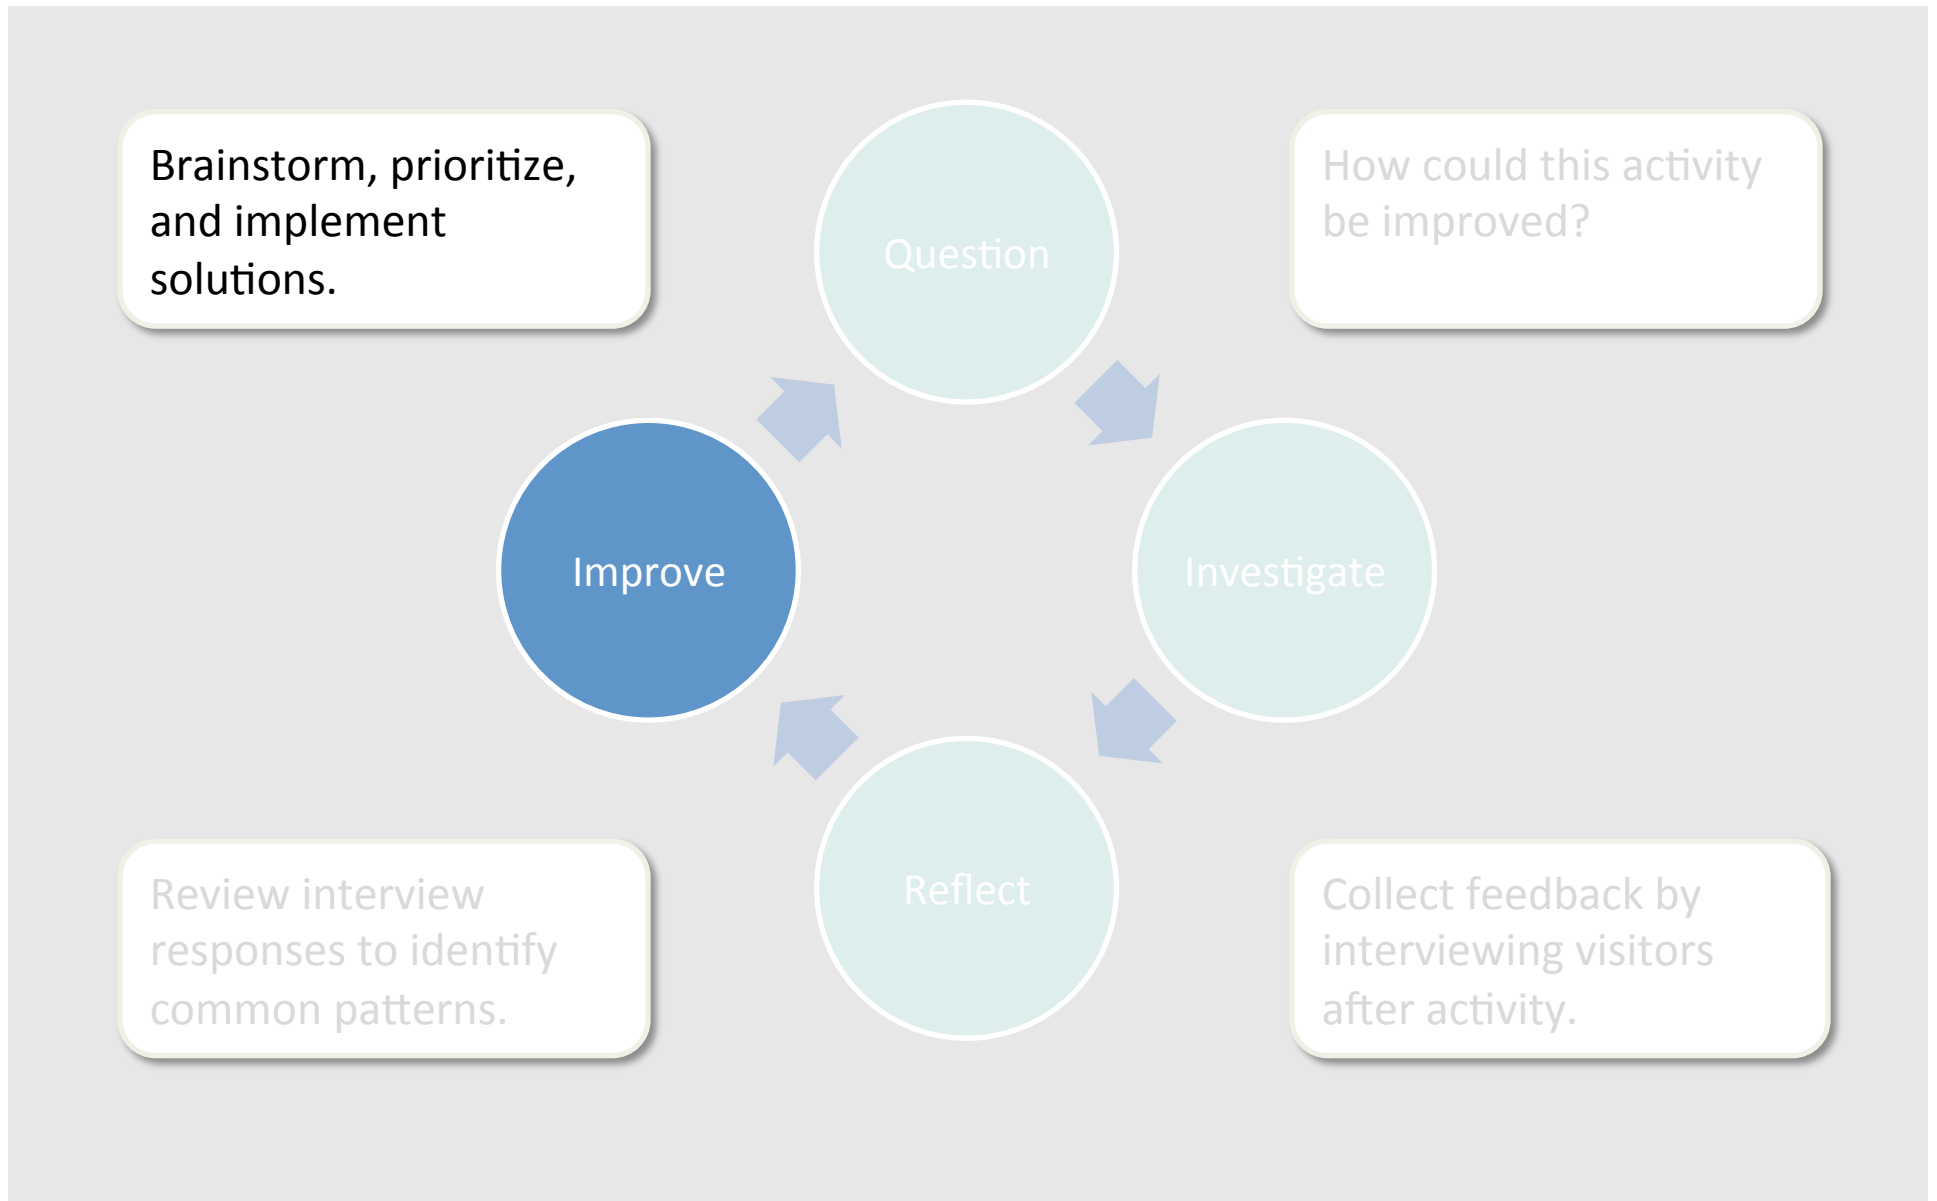 Brainstorm, prioritize,
and implement
solutions.
Question
How could this activity
be improved?
Improve
Investigate
Review interview
responses to identify
common patterns.
Reflect
Collect feedback by
interviewing visitors
after activity.